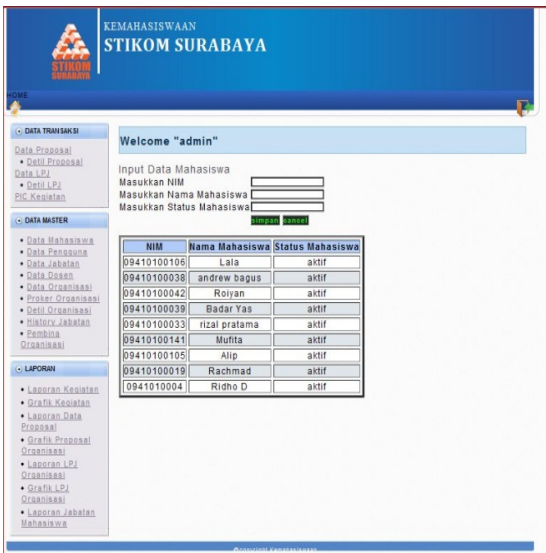 KEMAHASISWAAN
STIKOM SURABAYA
STIKOM
SURABAYA
HOME
DATA TRANSAKSI
Data Proposal
• Detil Proposal
Data LPJ
• Detil LPJ
PIC Kegiatan
DATA MASTER
• Data Mahasiswa
• Data Pengguna
• Data Jabatan
• Data Dosen
• Data Organisasi
• Proker Organisasi
• Detil Organisasi
• History Jabatan
• Pembina
Organisasi
LAPORAN
• Laporan Kegiatan
• Grafik Kegiatan
• Laporan Data
Proposal
• Grafik Proposal
Organisasi
• Laporan LPJ
Organisasi
• Grafik LPJ
Organisasi
• Laporan Jabatan
Mahasiswa
Welcome "admin"
Input Data Mahasiswa
Masukkan NIM
Masukkan Nama Mahasiswa
Masukkan Status Mahasiswa
simpan cancel
NIM Nama Mahasiswa Status Mahasiswa
09410100106 Lala aktif
09410100038 andrew bagus aktif
09410100042 Roiyan aktif
09410100039 Badar Yas aktif
09410100033 rizal pratama aktif
09410100141 Mufita aktif
09410100105 Alip aktif
09410100019 Rachmad aktif
0941010004 Ridho D aktif
©copyright Kemahasiswaan